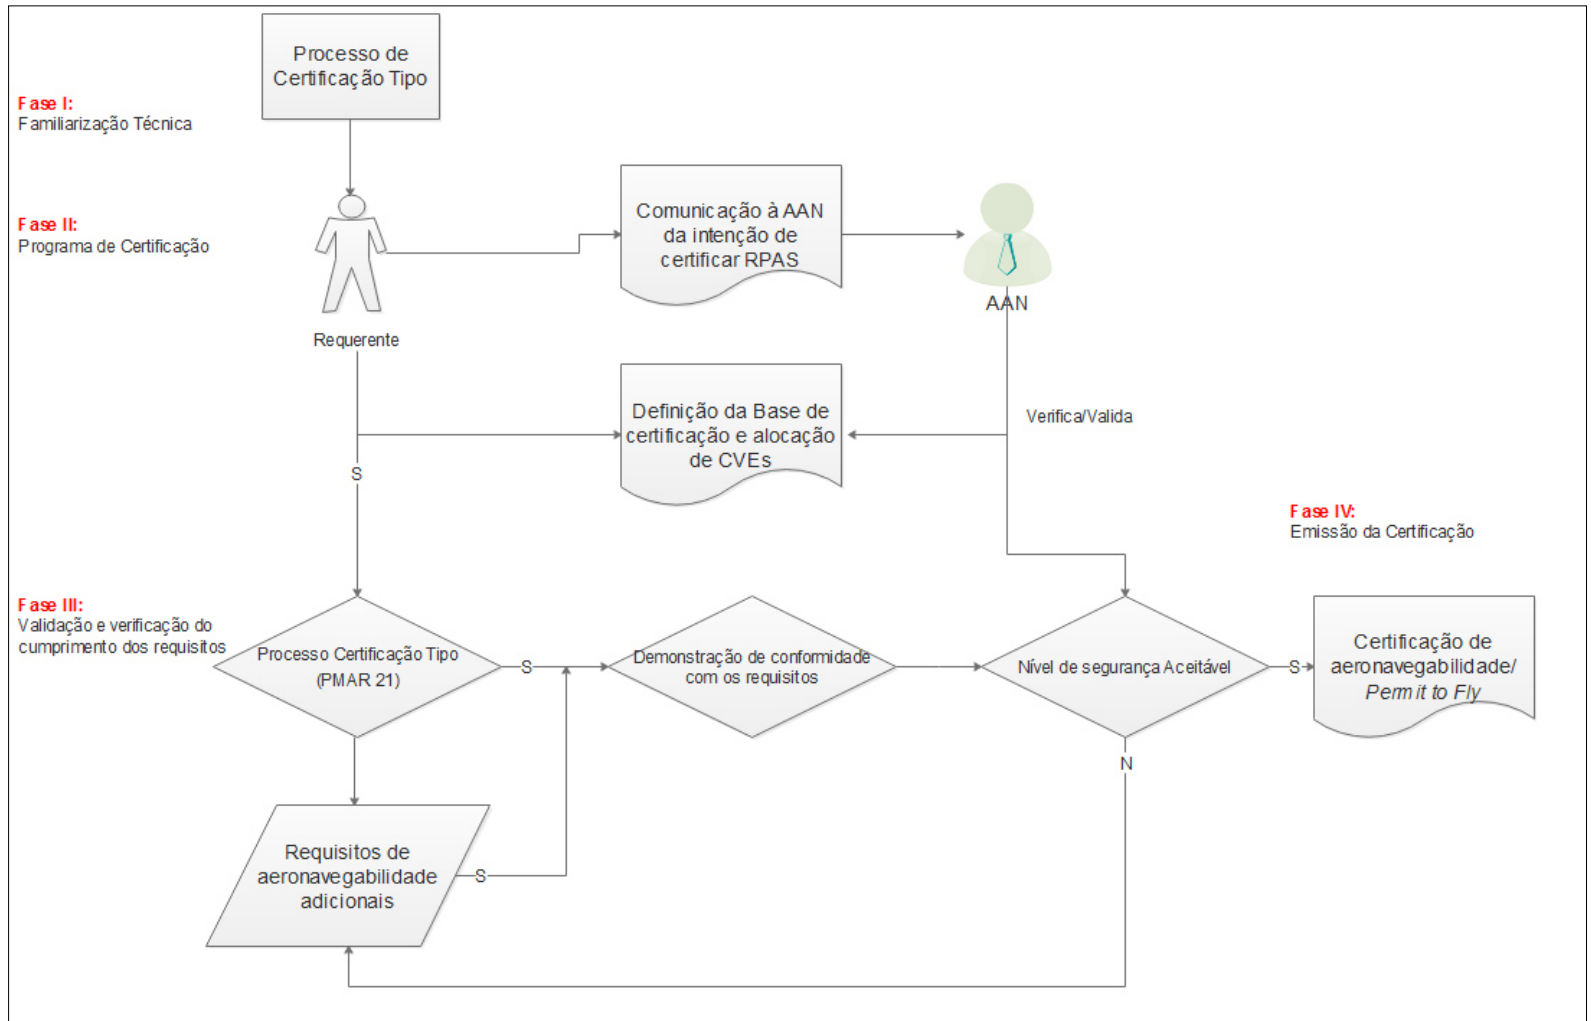 Processo de
Certificação Tipo
Fase I:
Familiarização Técnica
Fase II:
Programa de Certificação
Comunicação à AAN
da intenção de
certificar RPAS
AAN
Requerente
Definição da Base de
certificação e alocação
de CVEs
Verifica/Valida
S
Fase IV:
Emissão da Certificação
Fase III:
Validação e verificação do
cumprimento dos requisitos
Processo Certificação Tipo
(PMAR 21)
S
Demonstração de conformidade
com os requisitos
Nível de segurança Aceitável
S
Certificação de
aeronavegabilidade/
Permit to Fly
N
Requisitos de
aeronavegabilidade
adicionais
S